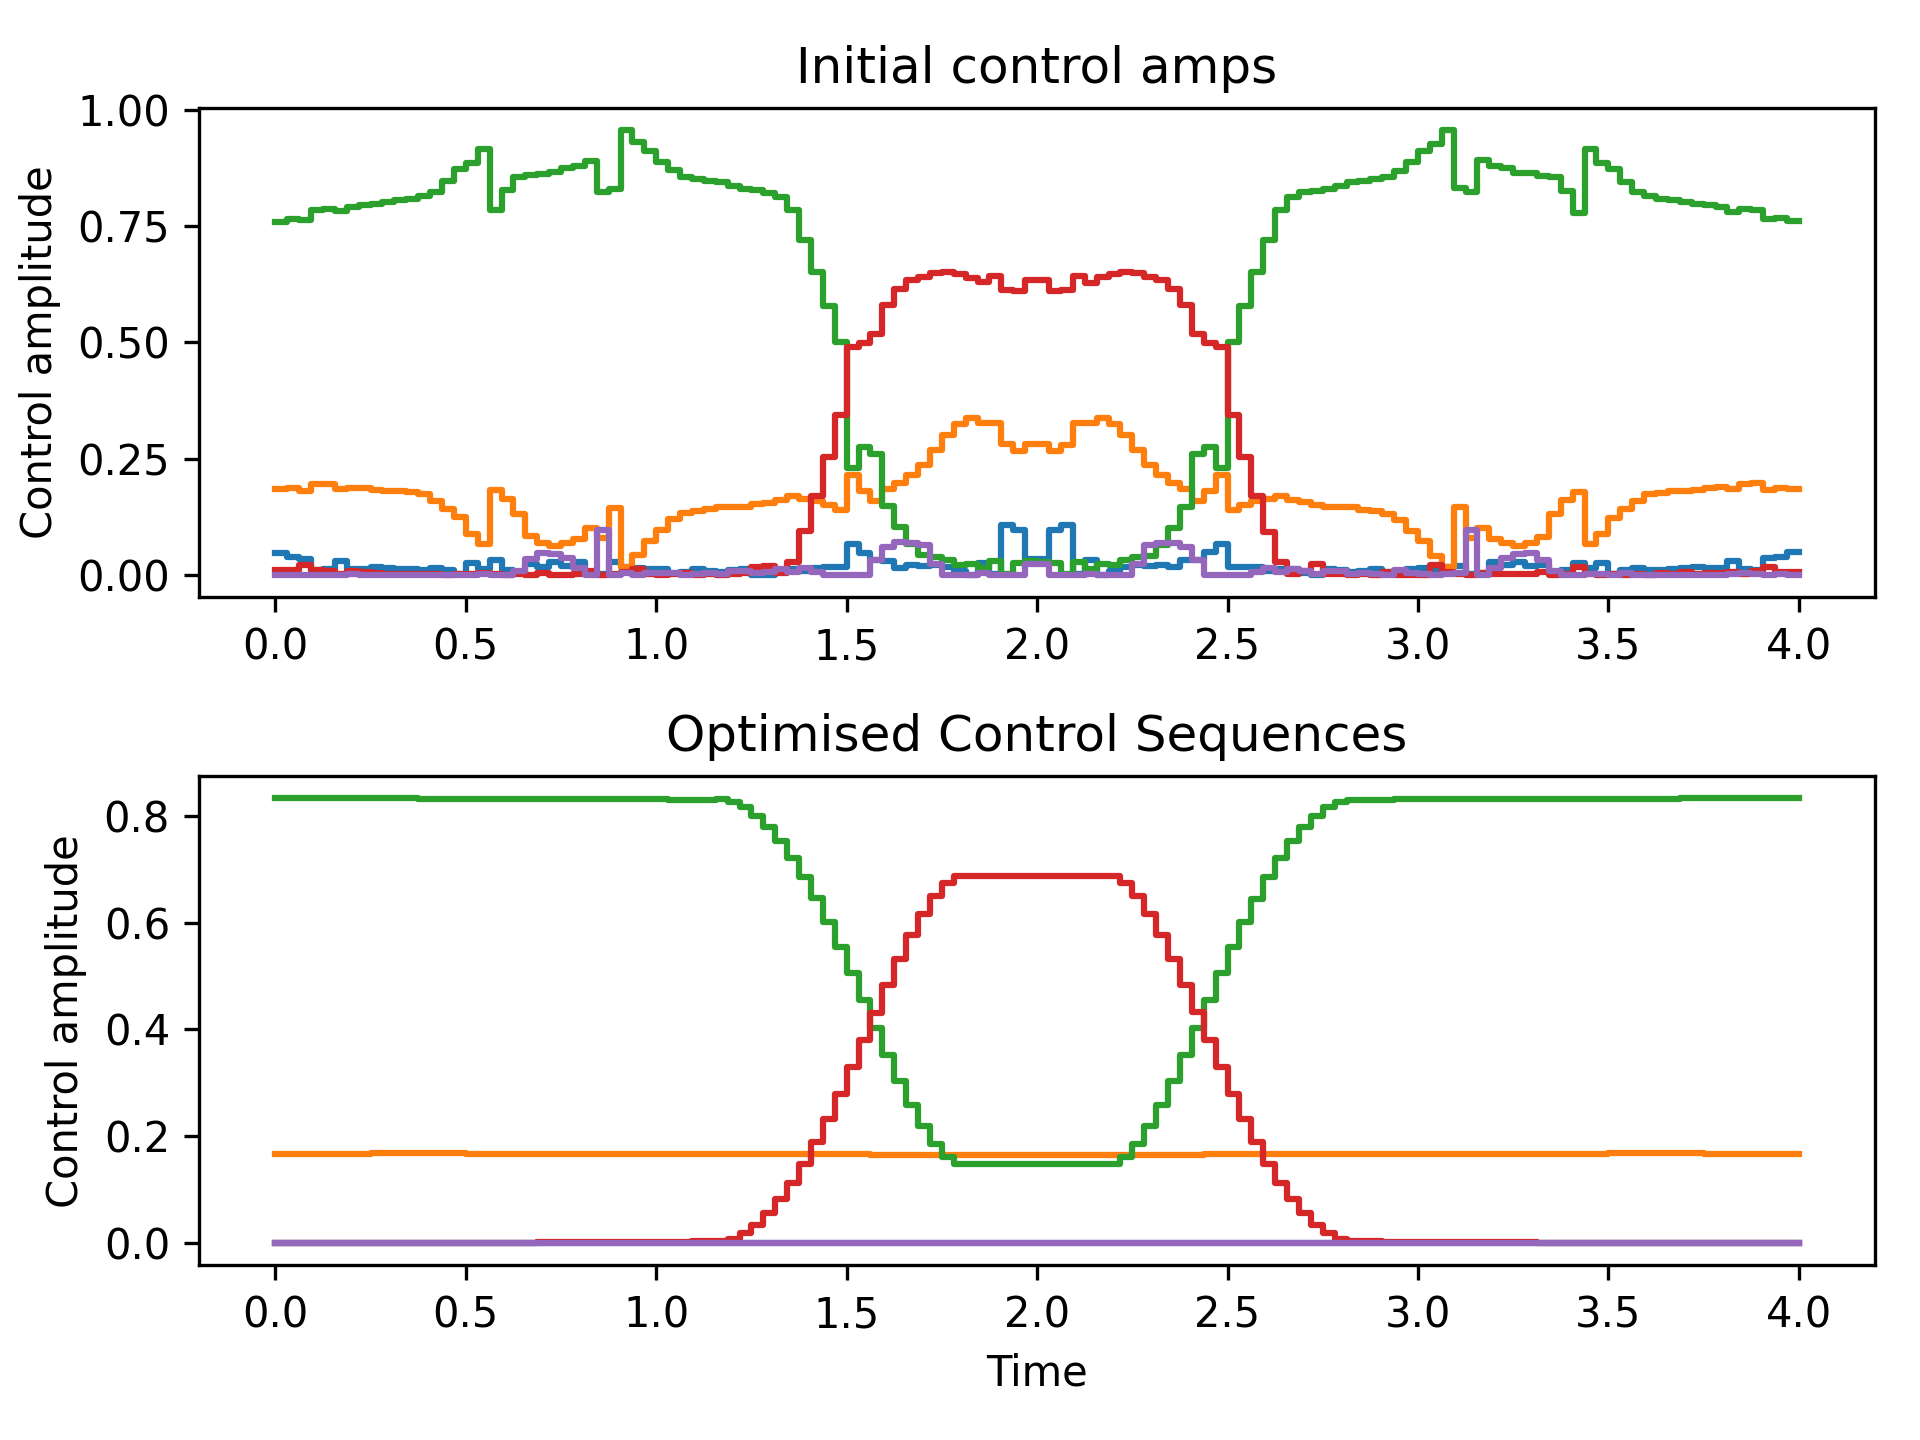 Initial control amps
Control amplitude
1.00
0.75
0.50
0.25
0.00
0.0 0.5 1.0 1.5 2.0 2.5 3.0 3.5 4.0
Optimised Control Sequences
Control amplitude
0.8
0.6
0.4
0.2
0.0
0.0 0.5 1.0 1.5 2.0 2.5 3.0 3.5 4.0
Time